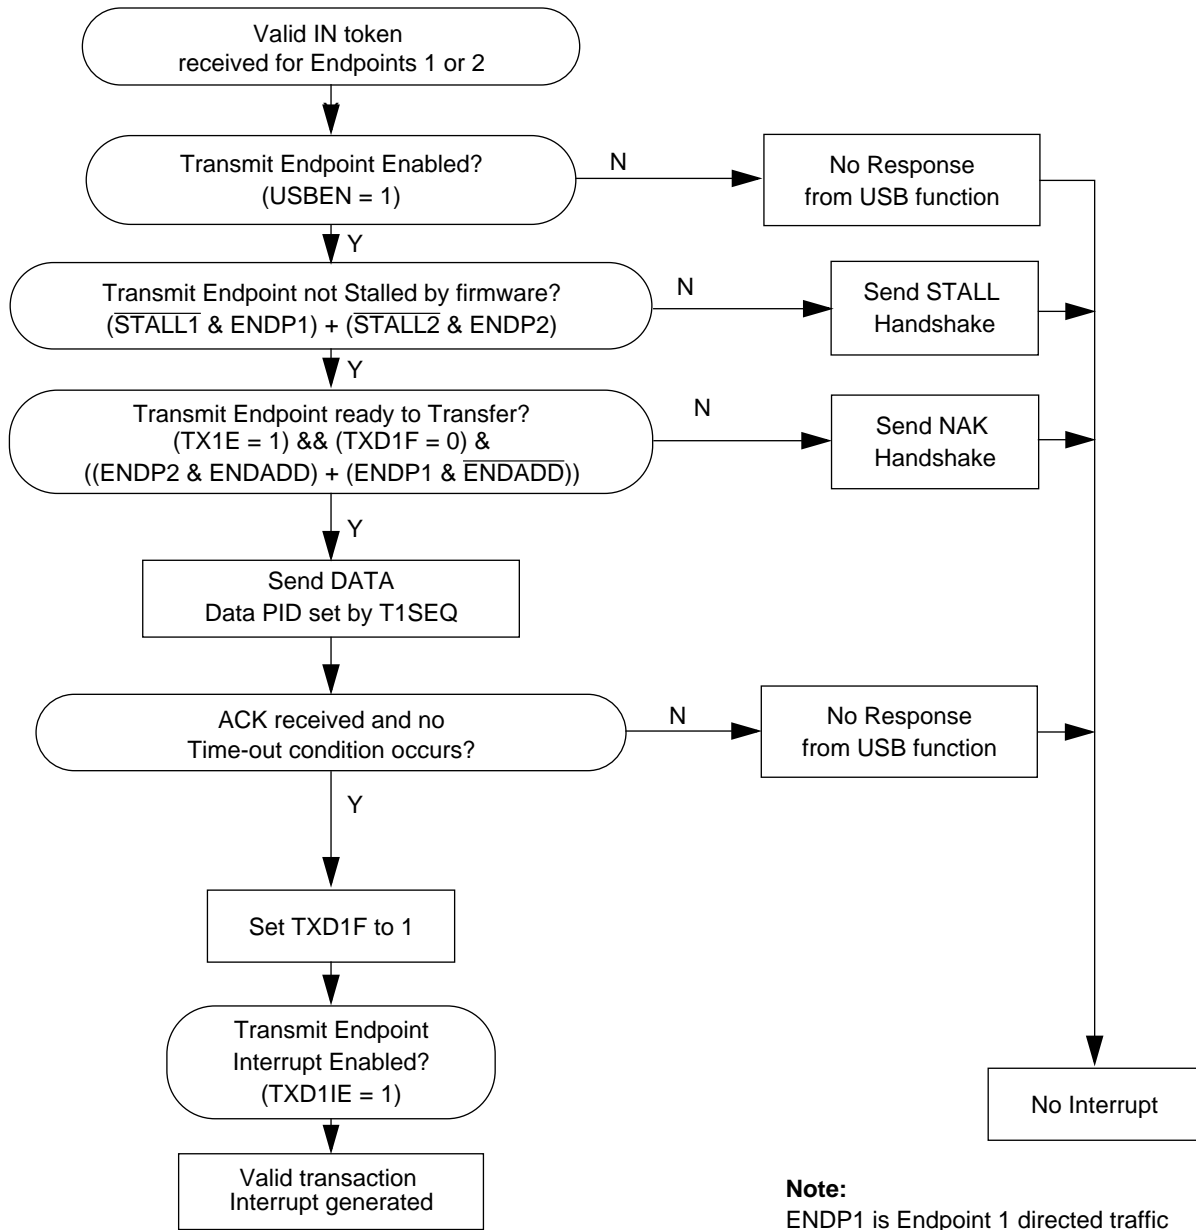 Valid IN token
received for Endpoints 1 or 2
Transmit Endpoint Enabled?
(USBEN = 1)
N
No Response
from USB function
Y
Transmit Endpoint not Stalled by firmware?
(S̅T̅A̅L̅L̅1̅ & ENDP1) + (S̅T̅A̅L̅L̅2̅ & ENDP2)
N
Send STALL
Handshake
Y
Transmit Endpoint ready to Transfer?
(TX1E = 1) && (TXD1F = 0) &
((ENDP2 & ENDADD) + (ENDP1 & E̅N̅D̅A̅D̅D̅))
N
Send NAK
Handshake
Y
Send DATA
Data PID set by T1SEQ
ACK received and no
Time-out condition occurs?
N
No Response
from USB function
Y
Set TXD1F to 1
Transmit Endpoint
Interrupt Enabled?
(TXD1IE = 1)
No Interrupt
Valid transaction
Interrupt generated
Note:
ENDP1 is Endpoint 1 directed traffic